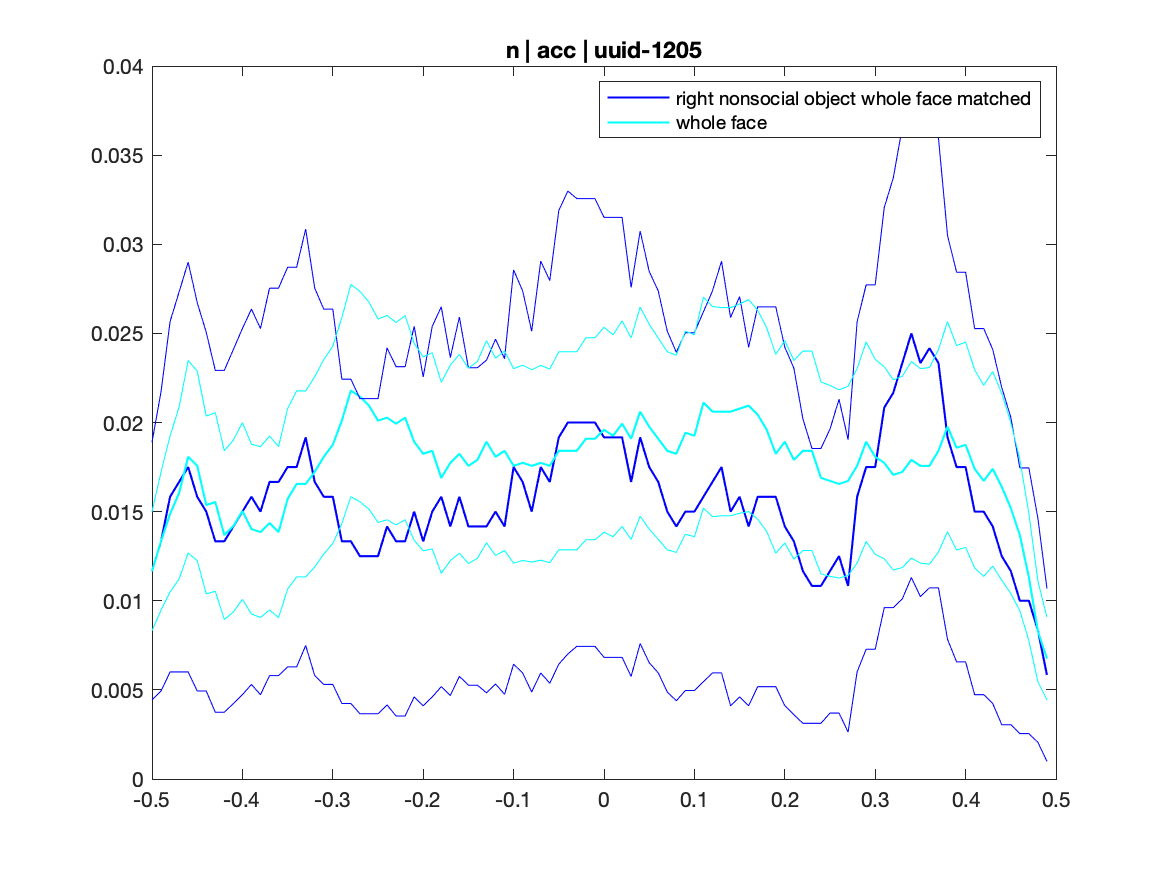 n | acc | uuid-1205
0.04
right nonsocial object whole face matched
whole face
0.035
0.03
0.025
0.02
0.015
0.01
0.005
0
-0.5 -0.4 -0.3 -0.2 -0.1 0 0.1 0.2 0.3 0.4 0.5